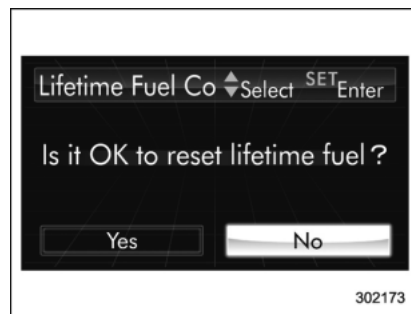 Lifetime Fuel Co Select SET Enter
Is it OK to reset lifetime fuel?
Yes No
302173